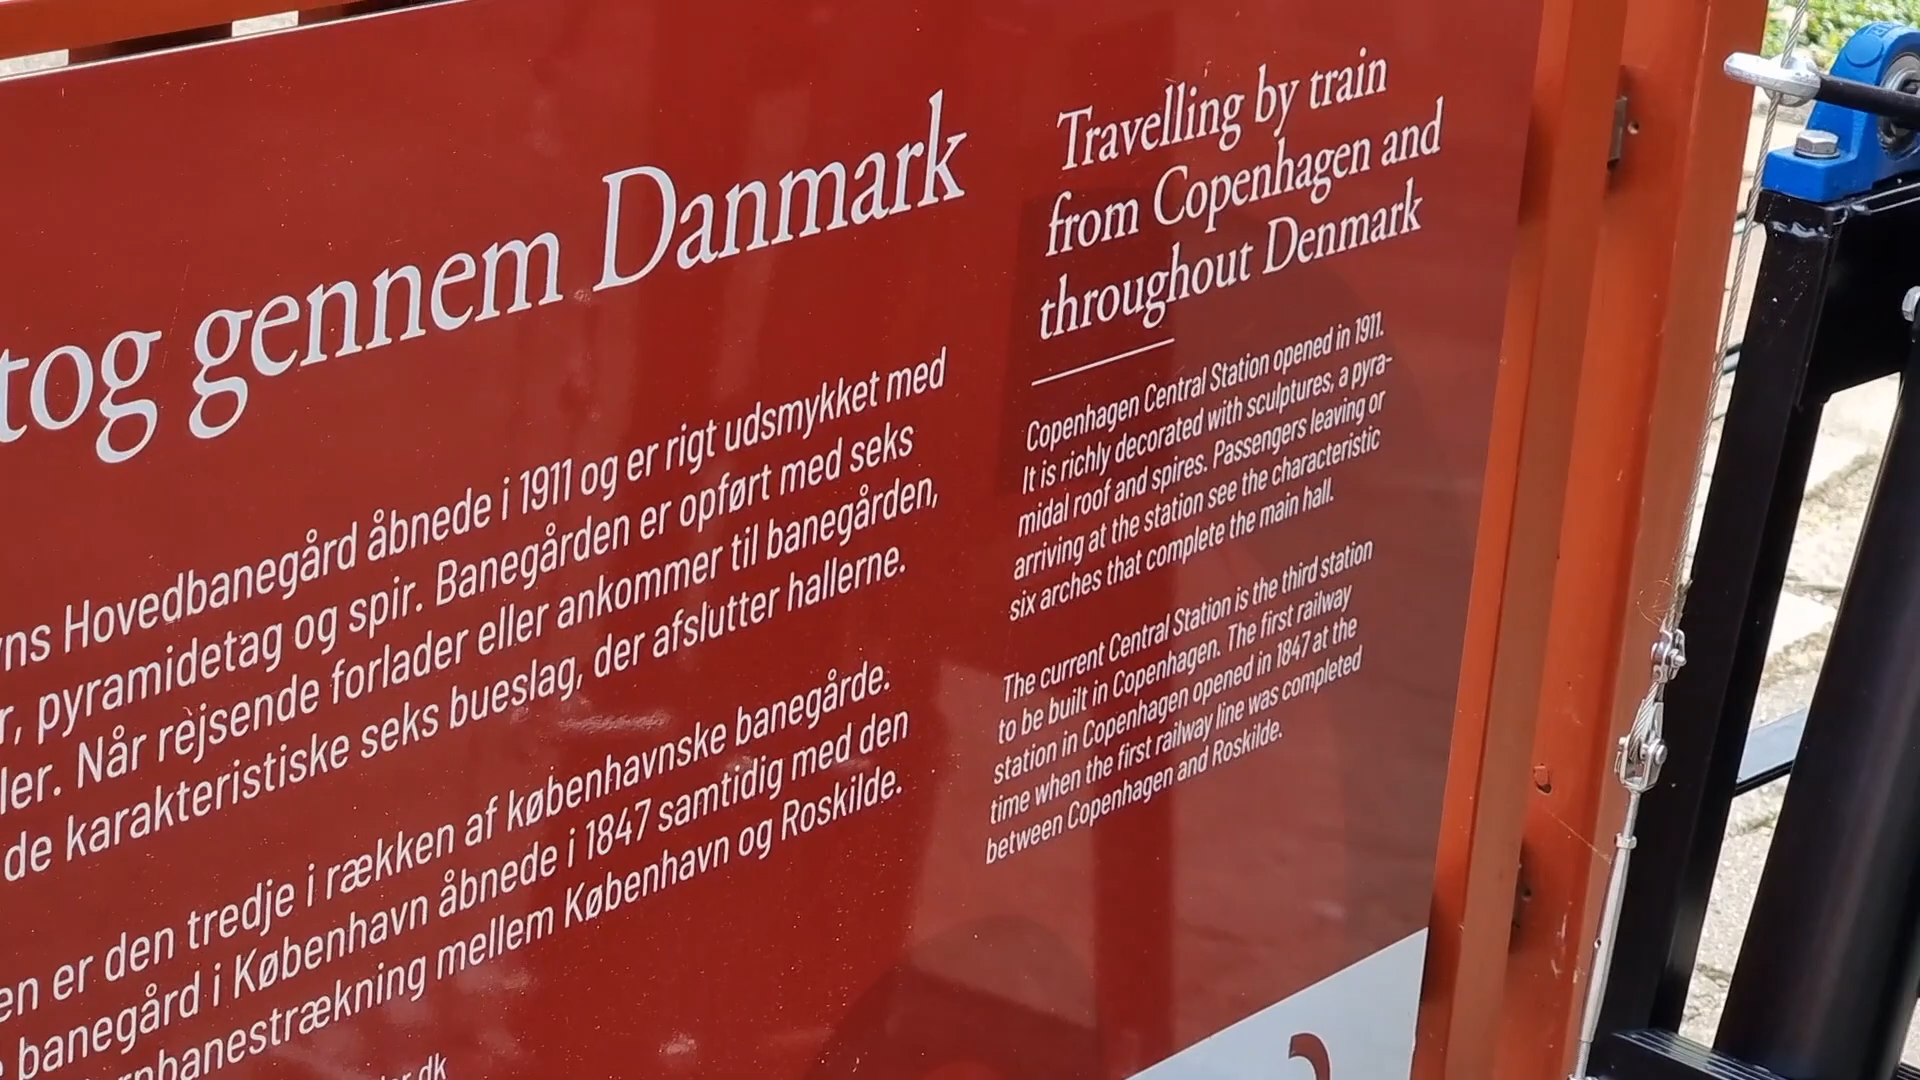 tog gennem Danmark
Hovedbanegård åbnede i 1911 og er rigt udsmykket med
pyramidetag og spir. Banegården er opført med seks
Når rejsende forlader eller ankommer til banegården,
de karakteristiske seks bueslag, der afslutter hallerne.
er den tredje i rækken af københavnske banegårde.
banegård i København åbnede i 1847 samtidig med den
mellem København og Roskilde.
Travelling by train
from Copenhagen and
throughout Denmark
Copenhagen Central Station opened in 1911.
It is richly decorated with sculptures, a pyra-
midal roof and spires. Passengers leaving or
arriving at the station see the characteristic
six arches that complete the main hall.
The current Central Station is the third station
to be built in Copenhagen. The first railway
station in Copenhagen opened in 1847 at the
time when the first railway line was completed
between Copenhagen and Roskilde.